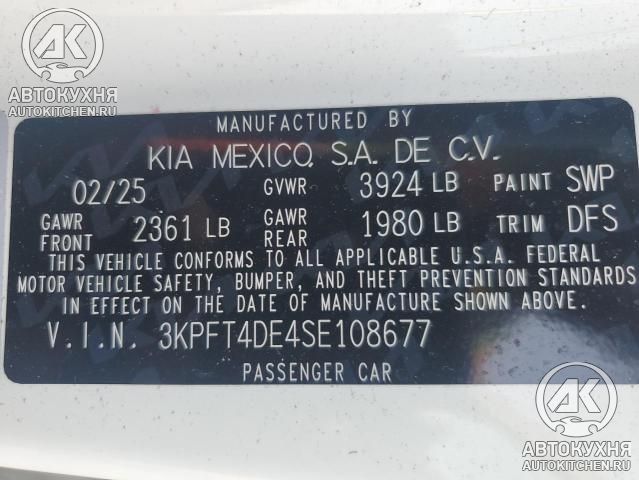 AK
АВТОКУХНЯ
AUTOKITCHEN.RU
MANUFACTURED BY
KIA MEXICO, S.A. DE C.V.
02/25 GVWR 3924 LB PAINT SWP
GAWR FRONT 2361 LB GAWR REAR 1980 LB TRIM DFS
THIS VEHICLE CONFORMS TO ALL APPLICABLE U.S.A. FEDERAL
MOTOR VEHICLE SAFETY, BUMPER, AND THEFT PREVENTION STANDARDS
IN EFFECT ON THE DATE OF MANUFACTURE SHOWN ABOVE.
V.I.N. 3KPFT4DE4SE108677
PASSENGER CAR
AK
АВТОКУХНЯ
AUTOKITCHEN.RU